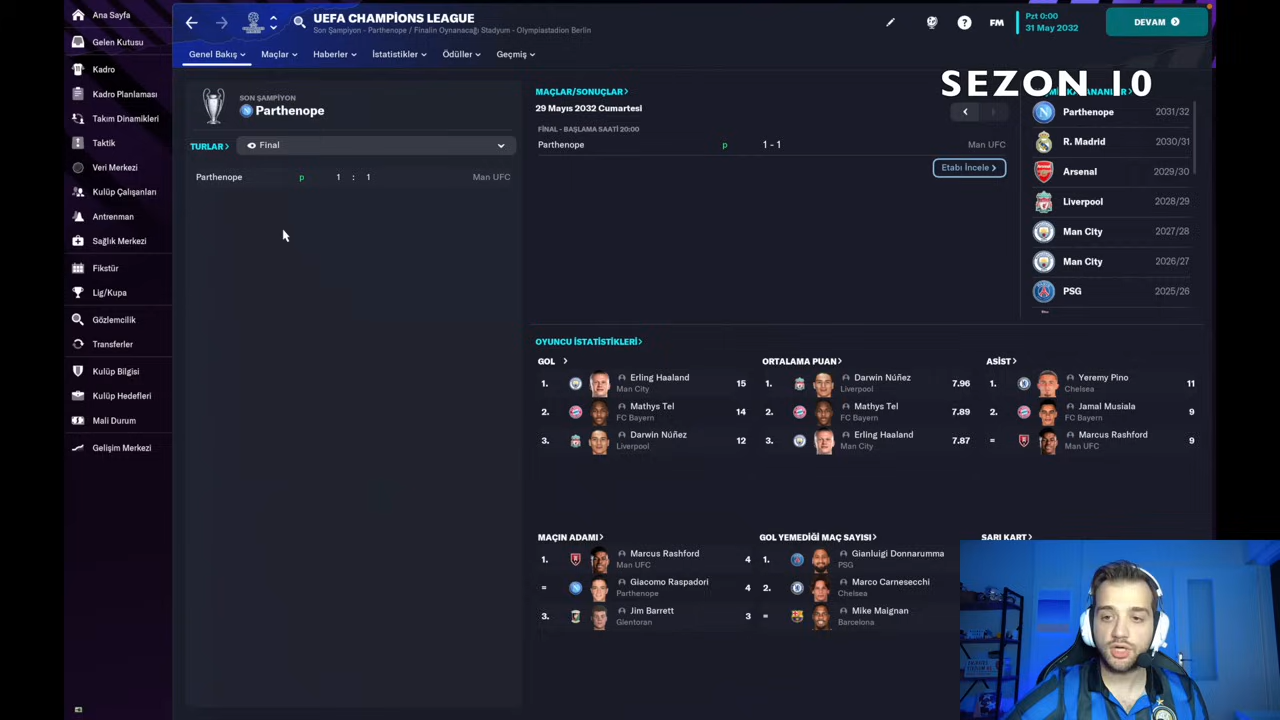 Ana Sayfa
Gelen Kutusu
Kadro
Kadro Planlaması
Takım Dinamikleri
Taktik
Veri Merkezi
Kulüp Çalışanları
Antrenman
Sağlık Merkezi
Fikstür
Lig/Kupa
Gözlemcilik
Transferler
Kulüp Bilgisi
Kulüp Hedefleri
Mali Durum
Gelişim Merkezi
UEFA CHAMPİONS LEAGUE
Son Şampiyon - Parthenope / Finalin Oynanacağı Stadyum - Olympiastadion Berlin
FM
Pzt 0:00
31 May 2032
DEVAM
Genel Bakış
Maçlar
Haberler
İstatistikler
Ödüller
Geçmiş
SEZON 10
SON ŞAMPİYON
Parthenope
TURLAR
Final
Parthenope p 1 : 1 Man UFC
MAÇLAR/SONUÇLAR
29 Mayıs 2032 Cumartesi
FİNAL - BAŞLAMA SAATİ 20:00
Parthenope p 1 - 1 Man UFC
Etabı İncele
Parthenope 2031/32
R. Madrid 2030/31
Arsenal 2029/30
Liverpool 2028/29
Man City 2027/28
Man City 2026/27
PSG 2025/26
OYUNCU İSTATİSTİKLERİ
GOL
1. Erling Haaland 15
Man City
2. Mathys Tel 14
FC Bayern
3. Darwin Núñez 12
Liverpool
ORTALAMA PUAN
1. Darwin Núñez 7.96
Liverpool
2. Mathys Tel 7.89
FC Bayern
3. Erling Haaland 7.87
Man City
ASİST
1. Yeremy Pino 11
Chelsea
2. Jamal Musiala 9
FC Bayern
= Marcus Rashford 9
Man UFC
MAÇIN ADAMI
1. Marcus Rashford 4
Man UFC
= Giacomo Raspadori 4
Parthenope
3. Jim Barrett 3
Glentoran
GOL YEMEDİĞİ MAÇ SAYISI
1. Gianluigi Donnarumma
PSG
2. Marco Carnesecchi
Chelsea
= Mike Maignan
Barcelona
SARI KART